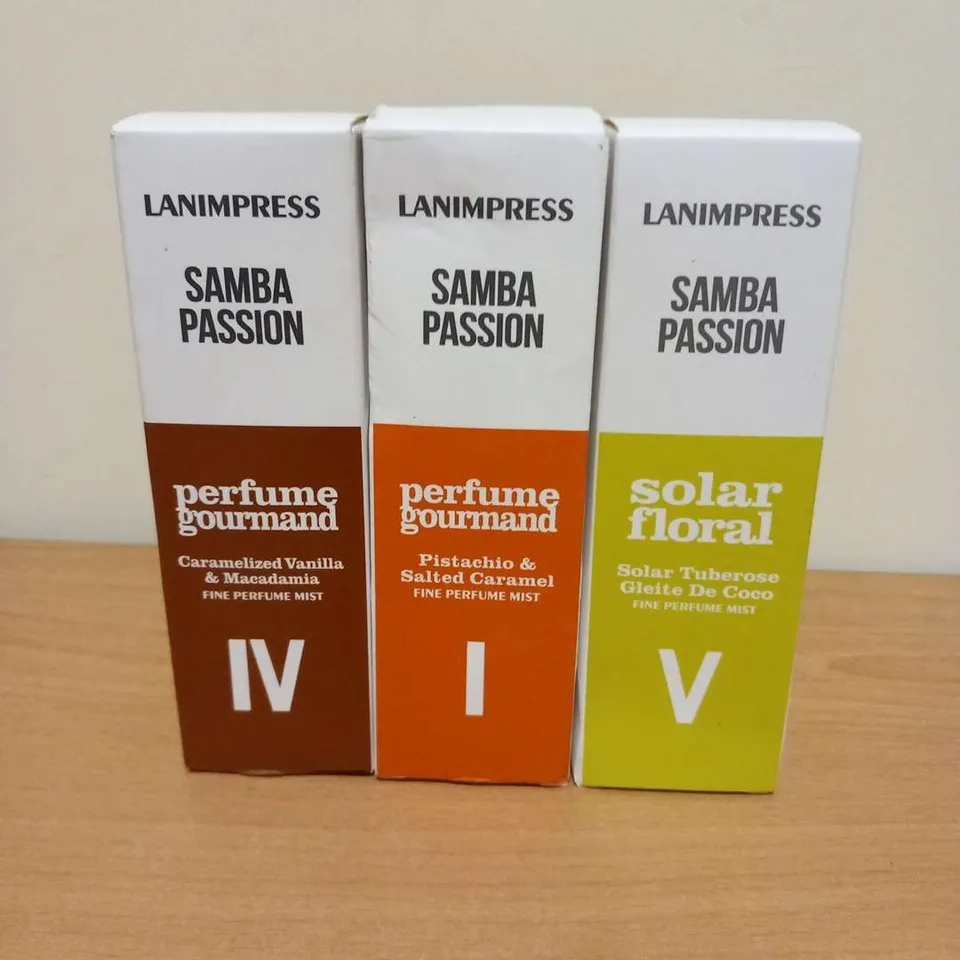 LANIMPRESS
SAMBA
PASSION
perfume
gourmand
Caramelized Vanilla
& Macadamia
FINE PERFUME MIST
IV
LANIMPRESS
SAMBA
PASSION
perfume
gourmand
Pistachio &
Salted Caramel
FINE PERFUME MIST
I
LANIMPRESS
SAMBA
PASSION
solar
floral
Solar Tuberose
Gleite De Coco
FINE PERFUME MIST
V